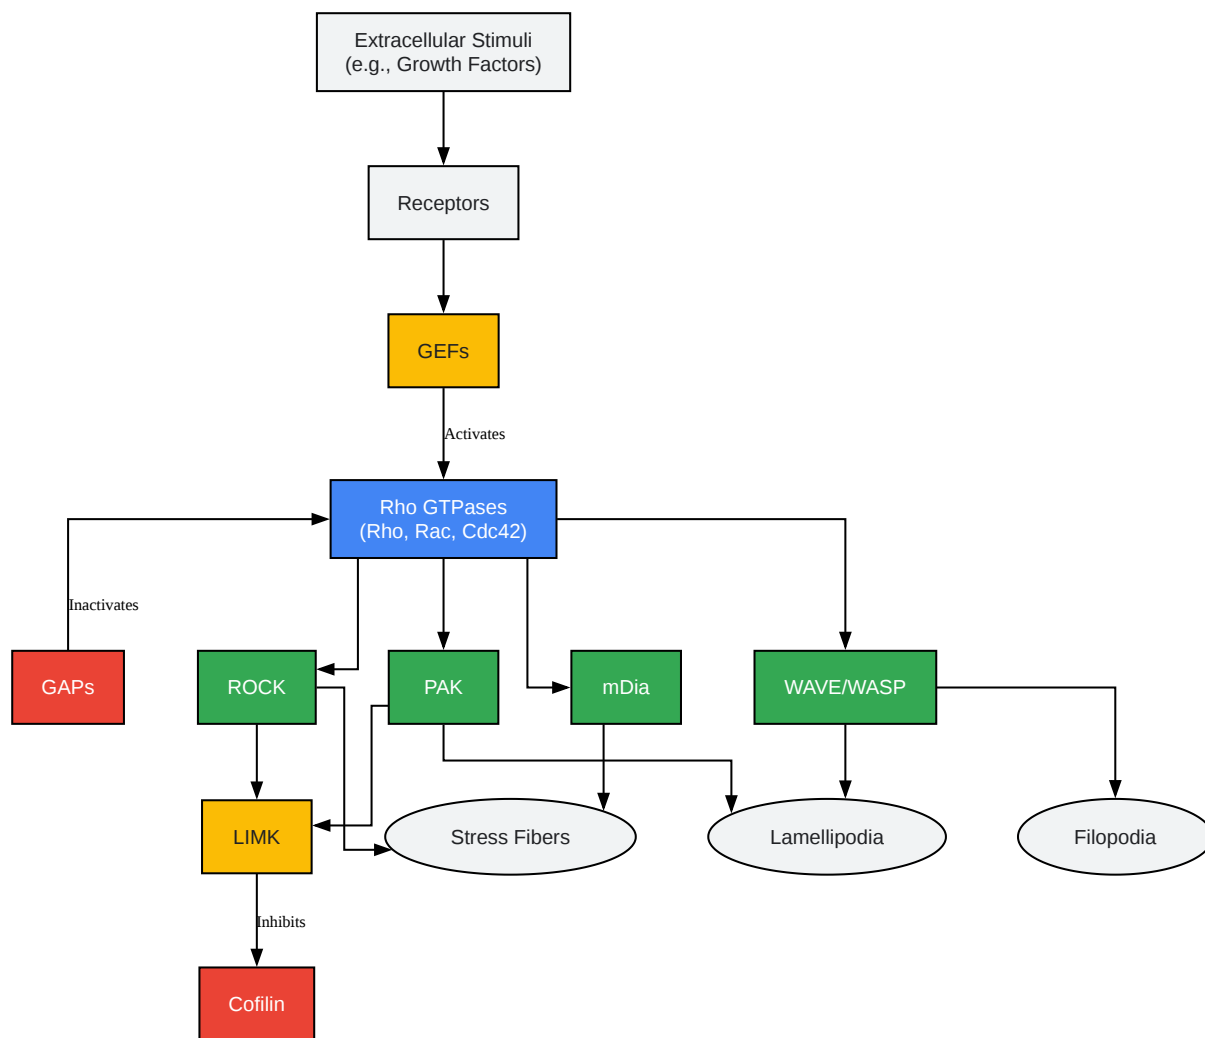 Extracellular Stimuli
(e.g., Growth Factors)
Receptors
GEFs
Activates
Rho GTPases
(Rho, Rac, Cdc42)
Inactivates
GAPs
ROCK
PAK
mDia
WAVE/WASP
LIMK
Stress Fibers
Lamellipodia
Filopodia
Inhibits
Cofilin